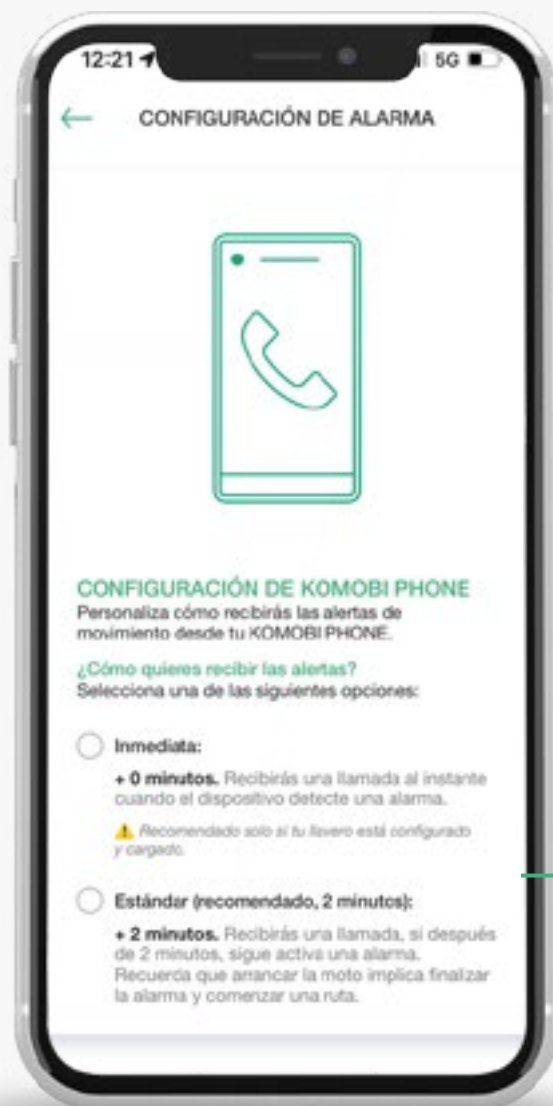 12:21
5G
CONFIGURACIÓN DE ALARMA
CONFIGURACIÓN DE KOMOBI PHONE
Personaliza cómo recibirás las alertas de
movimiento desde tu KOMOBI PHONE.
¿Cómo quieres recibir las alertas?
Selecciona una de las siguientes opciones:
Inmediata:
+ 0 minutos. Recibirás una llamada al instante
cuando el dispositivo detecte una alarma.
Recomendado solo si tu llavero está configurado
y cargado.
Estándar (recomendado, 2 minutos):
+ 2 minutos. Recibirás una llamada, si después
de 2 minutos, sigue activa una alarma.
Recuerda que arrancar la moto implica finalizar
la alarma y comenzar una ruta.